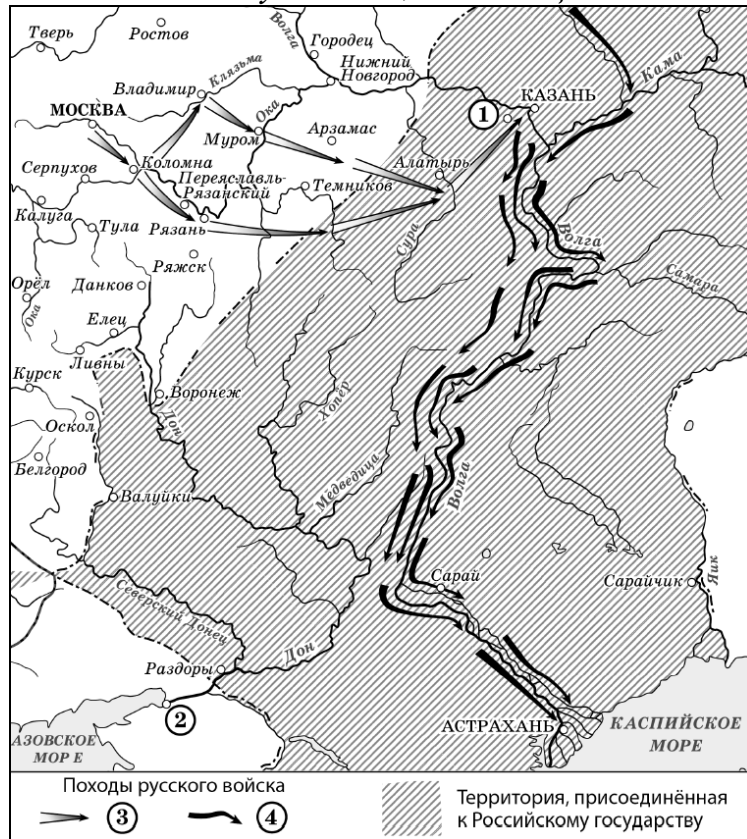 Тверь
Ростов
Волга
Городец
Нижний
Новгород
Клязьма
Владимир
Кама
МОСКВА
Ока
Муром
Арзамас
1
КАЗАНЬ
Серпухов
Коломна
Алатырь
Переяславль-
Рязанский
Темников
Калуга
Тула
Рязань
Сура
Волга
Ряжск
Самара
Орёл
Данков
Ока
Елец
Ливны
Курск
Воронеж
Хопёр
Оскол
Дон
Белгород
Медведица
Волга
Валуйки
Сарай
Сарайчик
Яик
Северский Донец
Раздоры
Дон
2
АСТРАХАНЬ
КАСПИЙСКОЕ
МОРЕ
АЗОВСКОЕ
МОРЕ
Походы русского войска
3
4
Территория, присоединённая
к Российскому государству